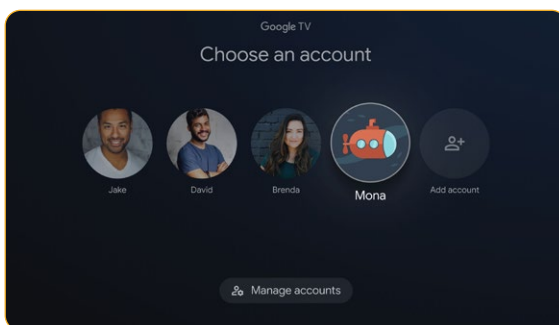 Google TV
Choose an account
Jake
David
Brenda
Mona
Add account
Manage accounts